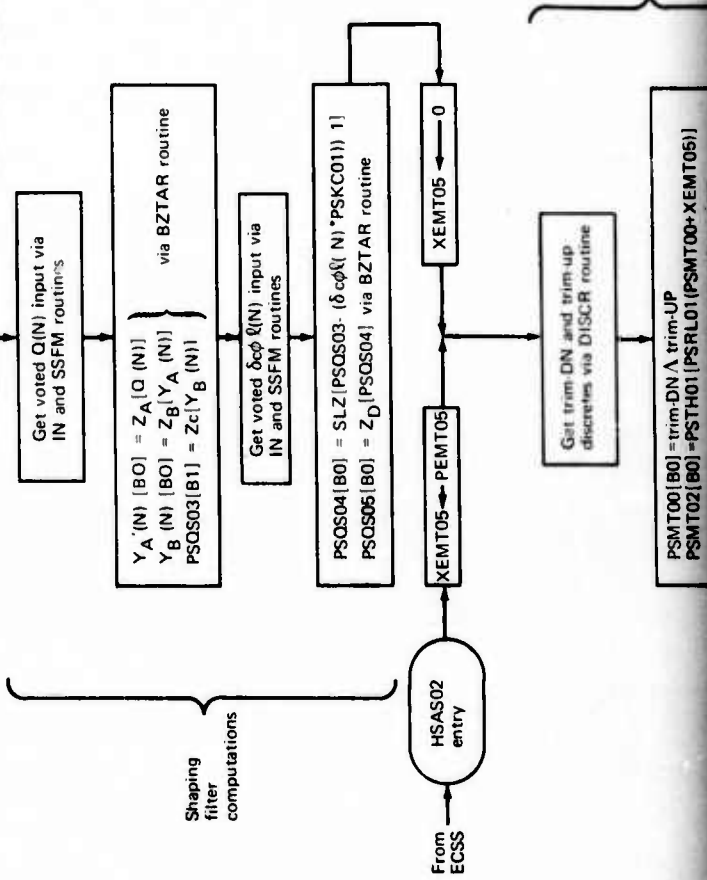 Get voted Q(N) input via
IN and SSFM routines
Y_A'(N) [BO] = Z_A[Q (N)]
Y_B (N) [BO] = Z_B[Y_A (N)]
PSQS03[B1] = Zc[Y_B (N)]
via BZTAR routine
Get voted δcφ ℓ(N) input via
IN and SSFM routines
PSQS04[B0] = SLZ[PSQS03- (δcφℓ( N) *PSKC01)) 1]
PSQS05[B0] = Z_D[PSQS04] via BZTAR routine
Shaping
filter
computations
From
ECSS
HSAS02
entry
XEMT05 ← PEMT05
XEMT05 ← 0
Get trim-DN and trim-up
discretes via DISCR routine
PSMT00[B0] = trim-DN Λ trim-UP
PSMT02[B0] =PSTH01[PSRL01(PSMT00+XEMT05)]